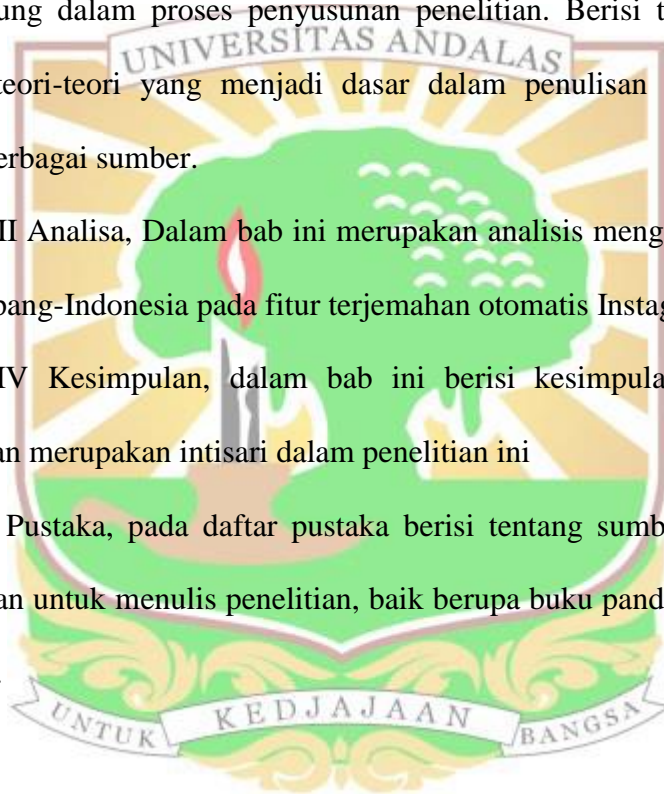 ung dalam proses penyusunan penelitian. Berisi t
UNIVERSITAS ANDALAS
teori-teori yang menjadi dasar dalam penulisan
erbagai sumber.
II Analisa, Dalam bab ini merupakan analisis meng
pang-Indonesia pada fitur terjemahan otomatis Instag
IV Kesimpulan, dalam bab ini berisi kesimpula
an merupakan intisari dalam penelitian ini
Pustaka, pada daftar pustaka berisi tentang sumb
an untuk menulis penelitian, baik berupa buku pand
UNTUK KEDJAJAAN BANGSA